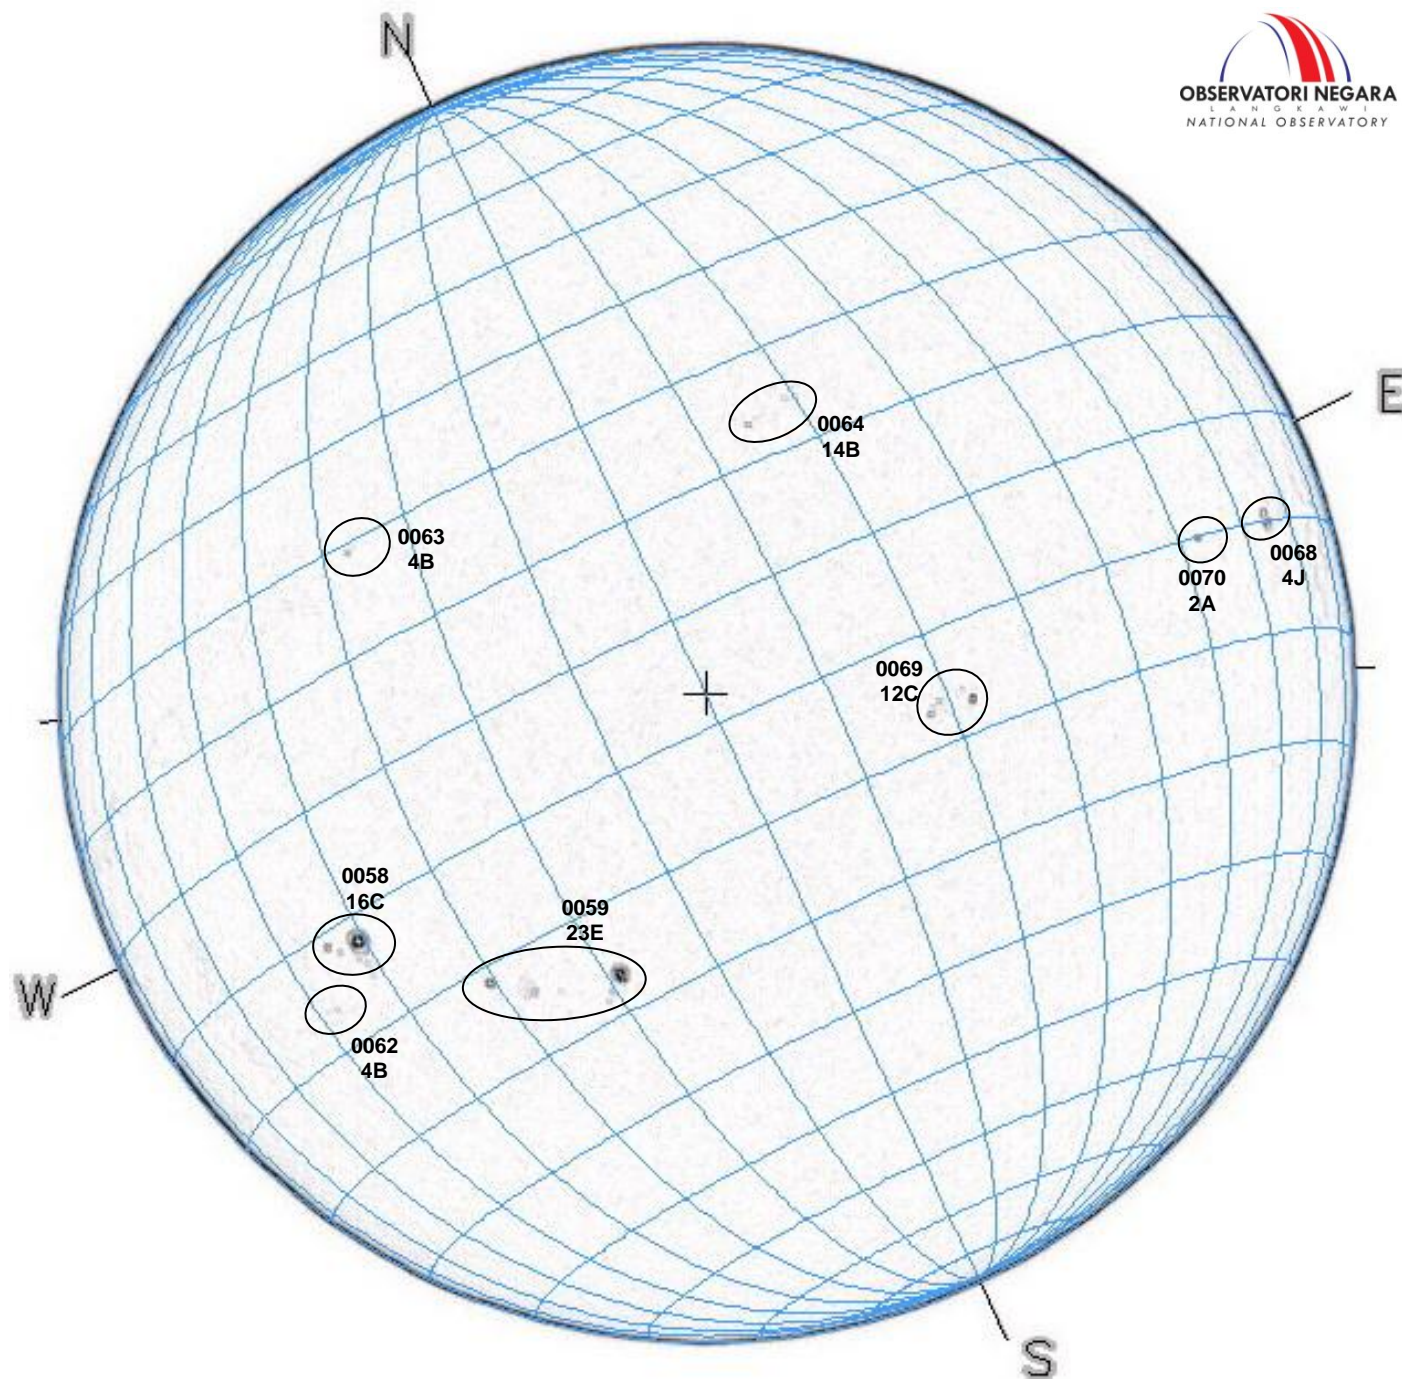 N
OBSERVATORI NEGARA
LANGKAWI
NATIONAL OBSERVATORY
E
0064
14B
0063
4B
0068
4J
0070
2A
0069
12C
0058
16C
0059
23E
W
0062
4B
S